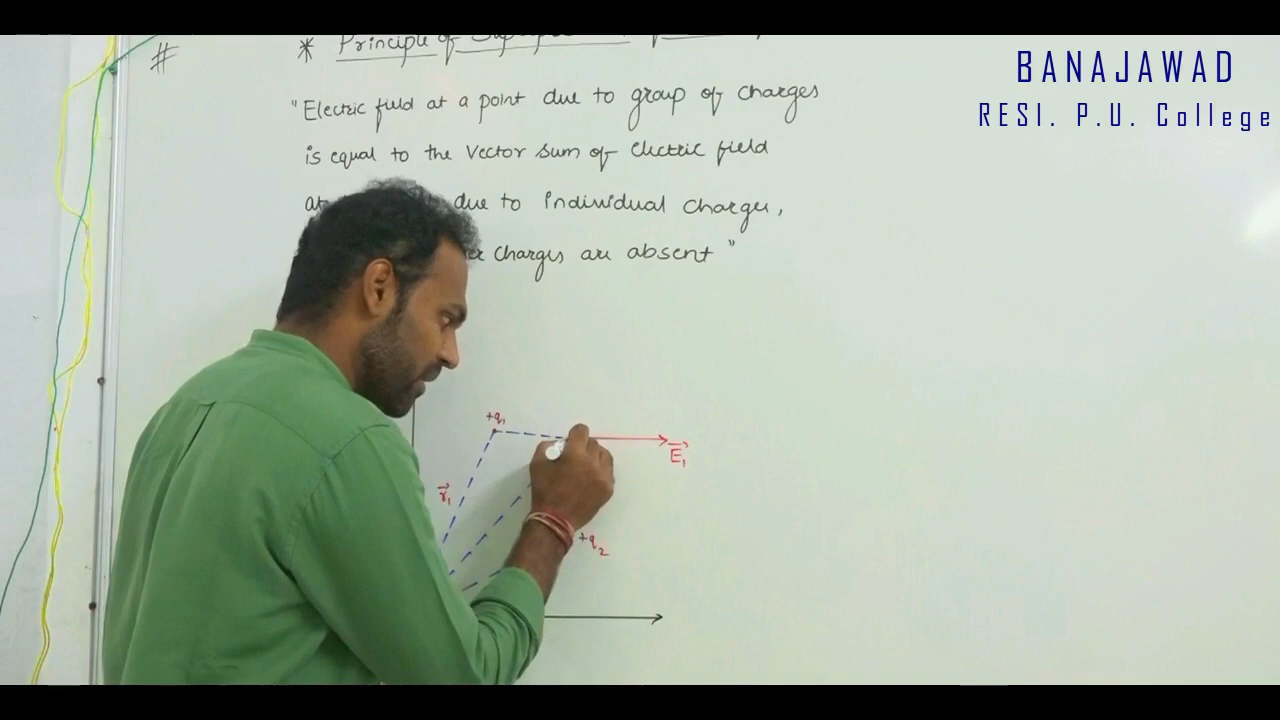 BANAJAWAD
RESI. P.U. College
# * Principle of
"Electric field at a point due to group of charges
is equal to the vector sum of electric field
at due to individual charges,
charges are absent"
+q₁
E₁
r₁
+q₂